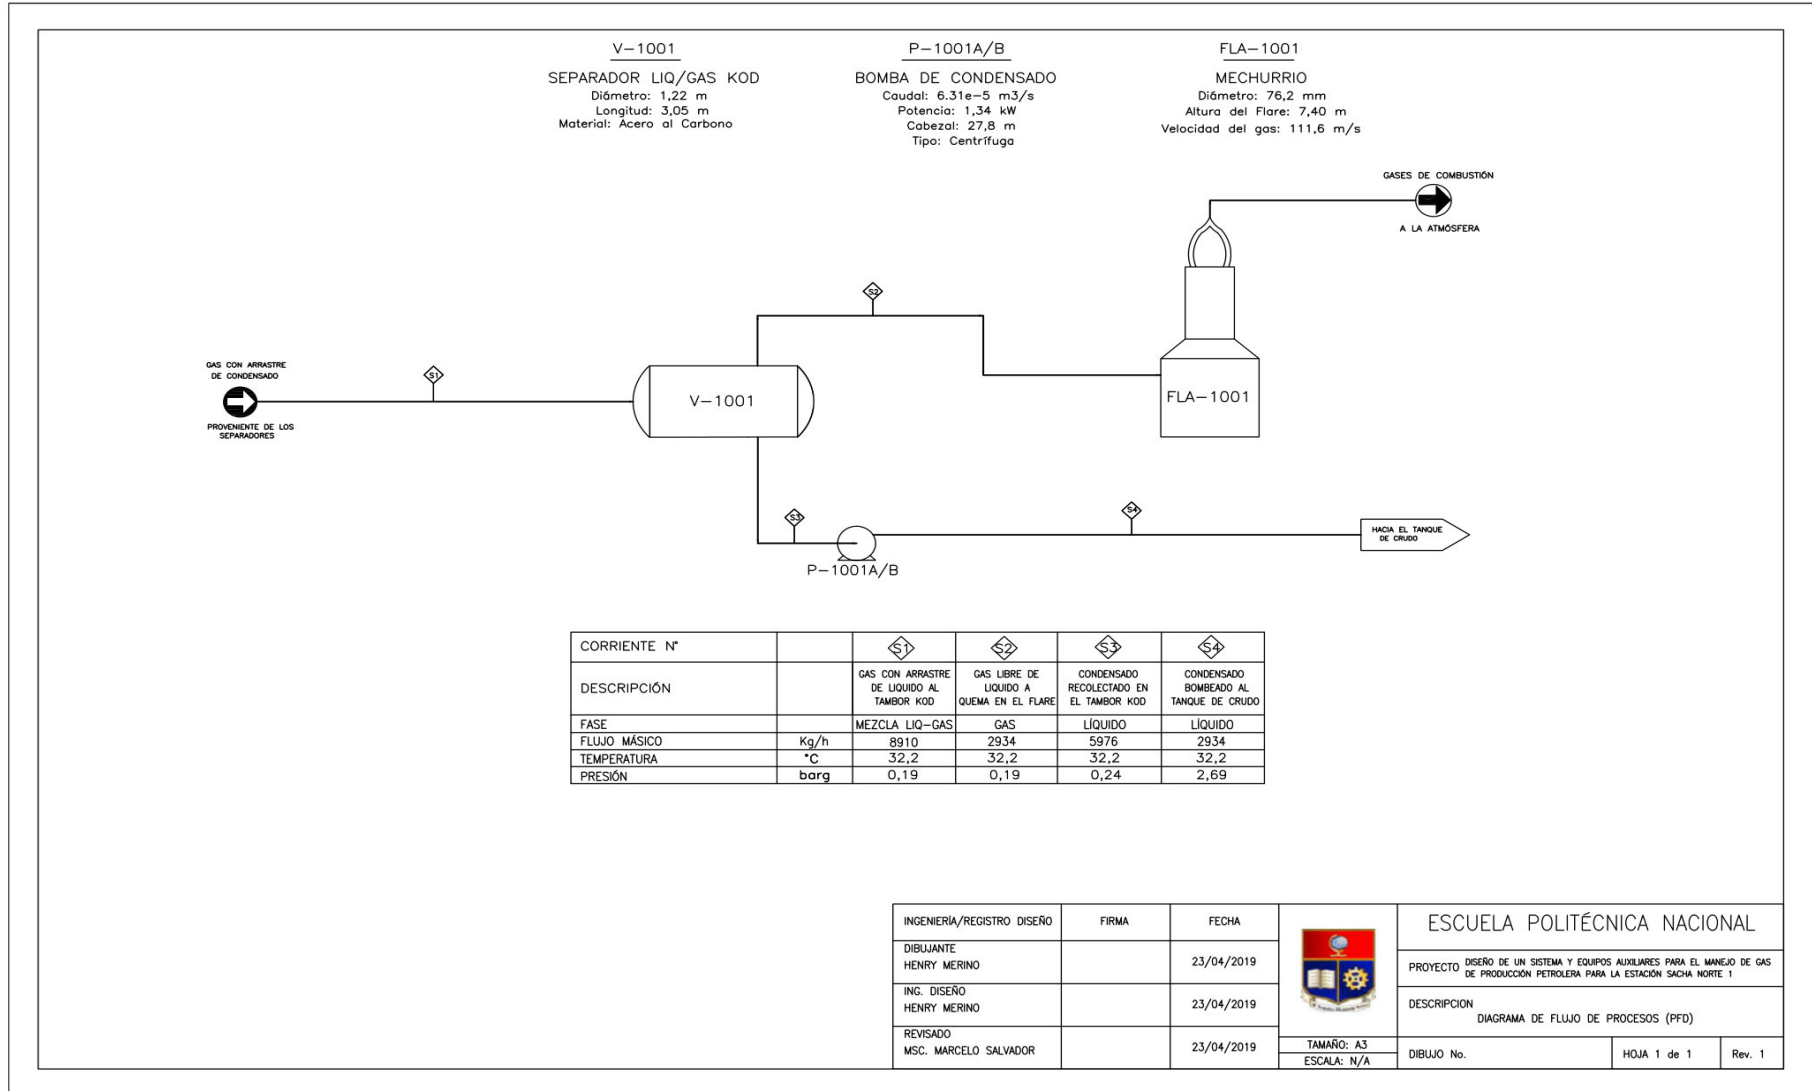 V-1001
SEPARADOR LIQ/GAS KOD
Diámetro: 1,22 m
Longitud: 3,05 m
Material: Acero al Carbono
P-1001A/B
BOMBA DE CONDENSADO
Caudal: 6.31e-5 m3/s
Potencia: 1,34 kW
Cabezal: 27,8 m
Tipo: Centrífuga
FLA-1001
MECHURRIO
Diámetro: 76,2 mm
Altura del Flare: 7,40 m
Velocidad del gas: 111,6 m/s
GASES DE COMBUSTIÓN
A LA ATMÓSFERA
S2
GAS CON ARRASTRE
DE CONDENSADO
S1
PROVENIENTE DE LOS
SEPARADORES
V-1001
FLA-1001
S3
S4
P-1001A/B
HACIA EL TANQUE
DE CRUDO
CORRIENTE N° S1 S2 S3 S4
DESCRIPCIÓN
GAS CON ARRASTRE
DE LIQUIDO AL
TAMBOR KOD
GAS LIBRE DE
LIQUIDO A
QUEMA EN EL FLARE
CONDENSADO
RECOLECTADO EN
EL TAMBOR KOD
CONDENSADO
BOMBEADO AL
TANQUE DE CRUDO
FASE MEZCLA LIQ-GAS GAS LÍQUIDO LÍQUIDO
FLUJO MÁSICO Kg/h 8910 2934 5976 2934
TEMPERATURA °C 32,2 32,2 32,2 32,2
PRESIÓN barg 0,19 0,19 0,24 2,69
INGENIERÍA/REGISTRO DISEÑO FIRMA FECHA
DIBUJANTE
HENRY MERINO 23/04/2019
ING. DISEÑO
HENRY MERINO 23/04/2019
REVISADO
MSC. MARCELO SALVADOR 23/04/2019
TAMAÑO: A3
ESCALA: N/A
ESCUELA POLITÉCNICA NACIONAL
PROYECTO DISEÑO DE UN SISTEMA Y EQUIPOS AUXILIARES PARA EL MANEJO DE GAS
DE PRODUCCIÓN PETROLERA PARA LA ESTACIÓN SACHA NORTE 1
DESCRIPCION
DIAGRAMA DE FLUJO DE PROCESOS (PFD)
DIBUJO No. HOJA 1 de 1 Rev. 1